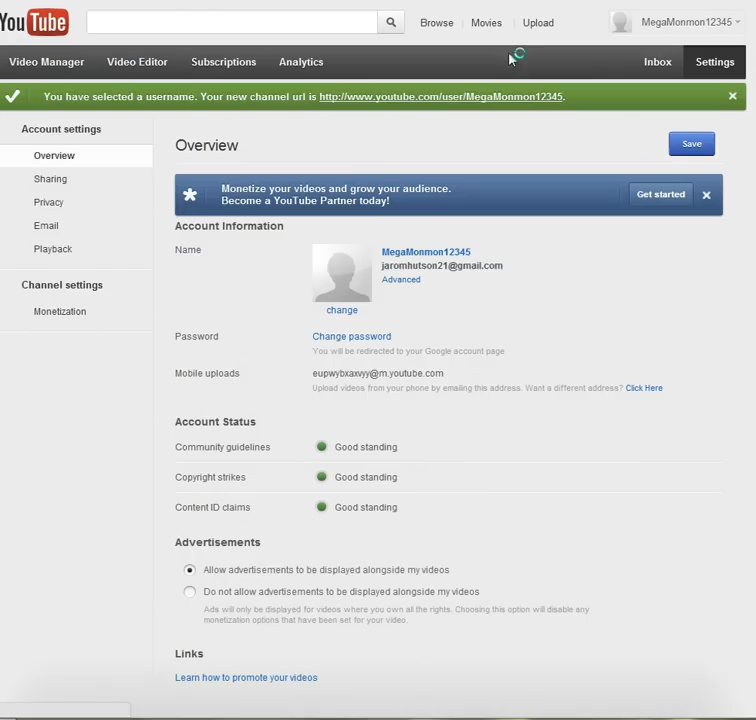 YouTube
Browse Movies Upload MegaMonmon12345
Video Manager Video Editor Subscriptions Analytics Inbox Settings
You have selected a username. Your new channel url is http://www.youtube.com/user/MegaMonmon12345.
Account settings
Overview
Sharing
Privacy
Email
Playback
Channel settings
Monetization
Overview
Save
Monetize your videos and grow your audience.
Become a YouTube Partner today!
Get started
Account Information
Name
MegaMonmon12345
jaromhutson21@gmail.com
Advanced
change
Password Change password
You will be redirected to your Google account page
Mobile uploads eupwybxaxvyy@m.youtube.com
Upload videos from your phone by emailing this address. Want a different address? Click Here
Account Status
Community guidelines Good standing
Copyright strikes Good standing
Content ID claims Good standing
Advertisements
Allow advertisements to be displayed alongside my videos
Do not allow advertisements to be displayed alongside my videos
Ads will only be displayed for videos where you own all the rights. Choosing this option will disable any
monetization options that have been set for your video.
Links
Learn how to promote your videos